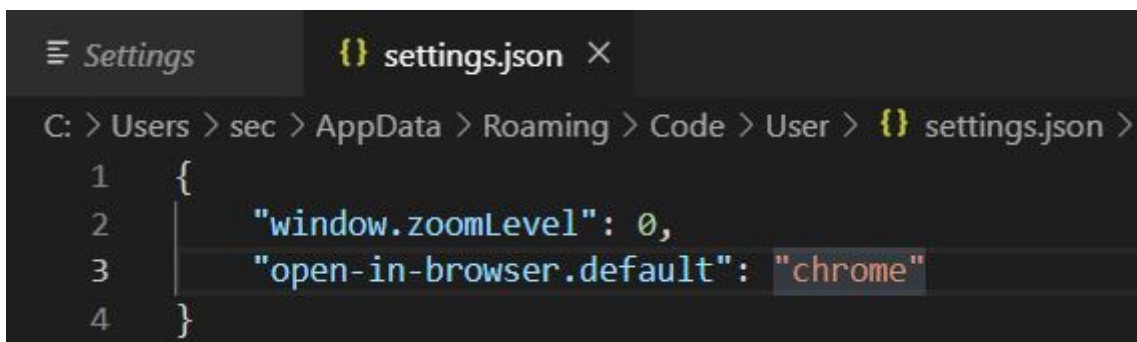 Settings {} settings.json ×
C: > Users > sec > AppData > Roaming > Code > User > {} settings.json >
1 {
2 "window.zoomLevel": 0,
3 "open-in-browser.default": "chrome"
4 }